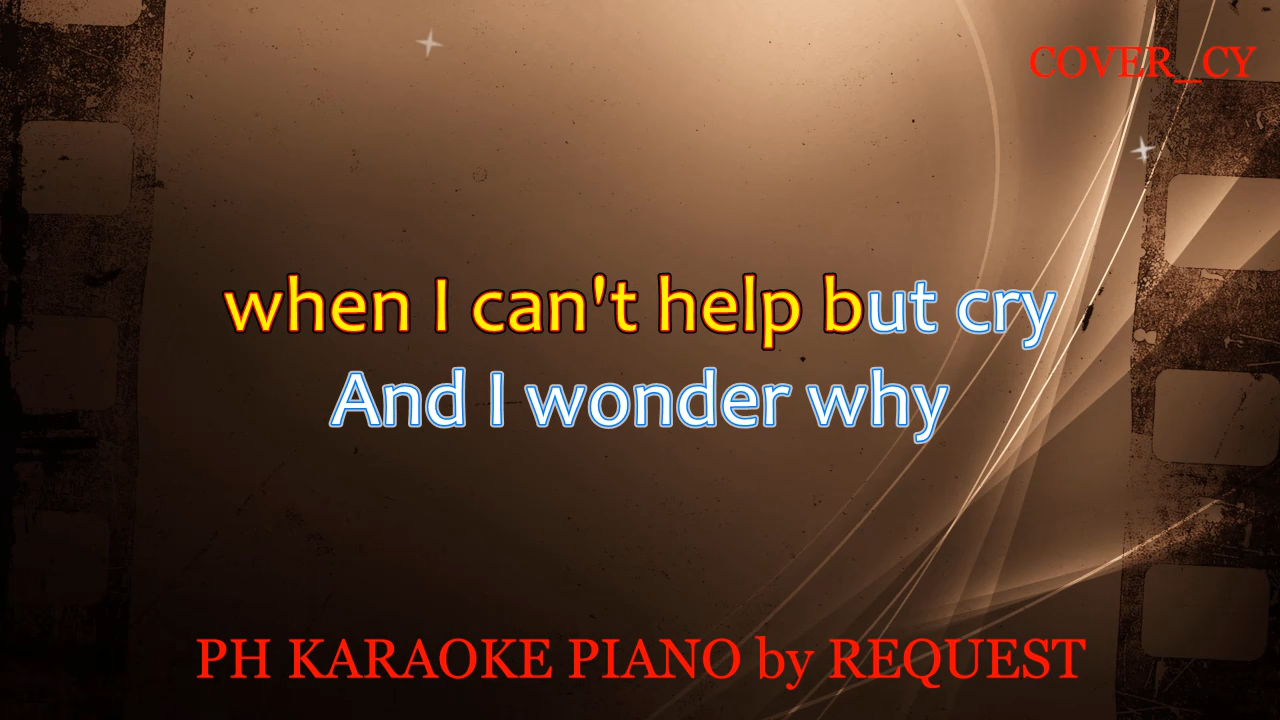 COVER_CY
when I can't help but cry
And I wonder why
PH KARAOKE PIANO by REQUEST